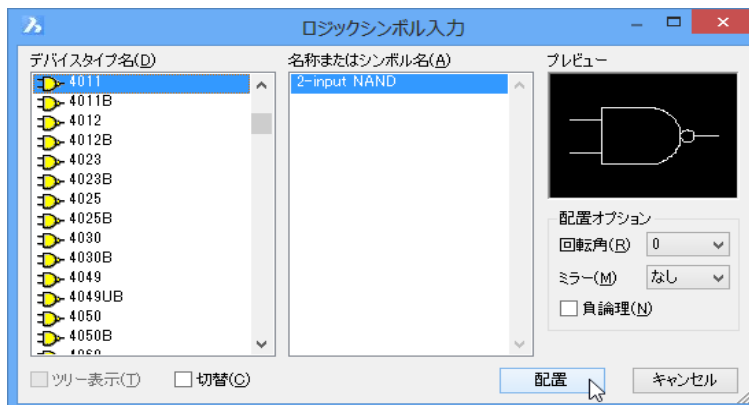 ロジックシンボル入力
デバイスタイプ名(D)
名称またはシンボル名(A)
プレビュー
4011
4011B
4012
4012B
4023
4023B
4025
4025B
4030
4030B
4049
4049UB
4050
4050B
2-input NAND
配置オプション
回転角(R) 0
ミラー(M) なし
負論理(N)
ツリー表示(T) 切替(C) 配置 キャンセル